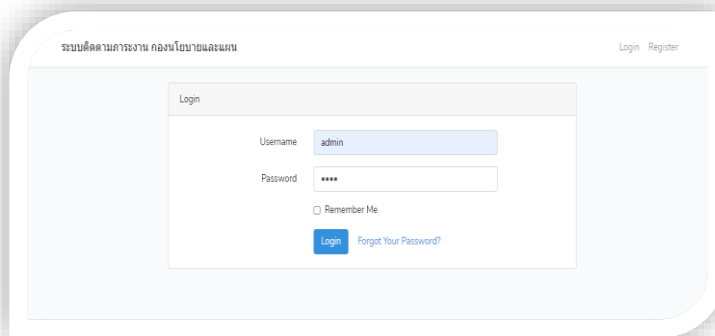 ระบบติดตามภาระงาน กองนโยบายและแผน
Login Register
Login
Username admin
Password ••••
Remember Me
Login Forgot Your Password?